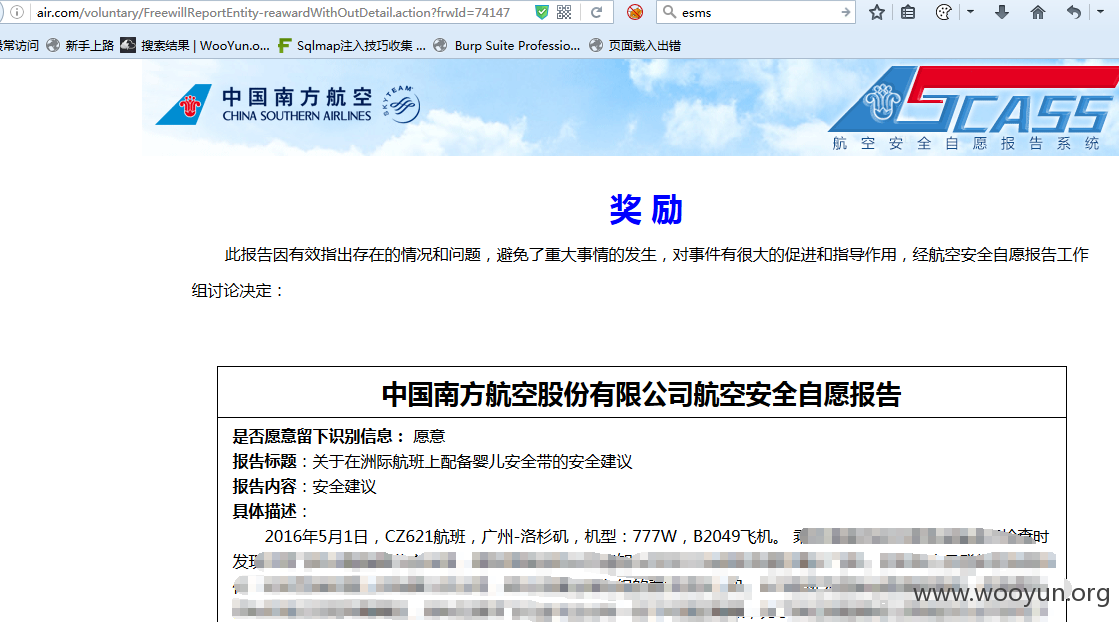 air.com/voluntary/FreewillReportEntity-reawardWithOutDetail.action?frwId=74147
esms
常访问 新手上路 搜索结果 | WooYun.o... Sqlmap注入技巧收集 ... Burp Suite Professio... 页面载入出错
中国南方航空
CHINA SOUTHERN AIRLINES
SKYTEAM
SCASS
航空安全自愿报告系统
奖 励
此报告因有效指出存在的情况和问题，避免了重大事情的发生，对事件有很大的促进和指导作用，经航空安全自愿报告工作
组讨论决定：
中国南方航空股份有限公司航空安全自愿报告
是否愿意留下识别信息： 愿意
报告标题：关于在洲际航班上配备婴儿安全带的安全建议
报告内容：安全建议
具体描述：
2016年5月1日，CZ621航班，广州-洛杉矶，机型：777W，B2049飞机。 时
发现
www.wooyun.org